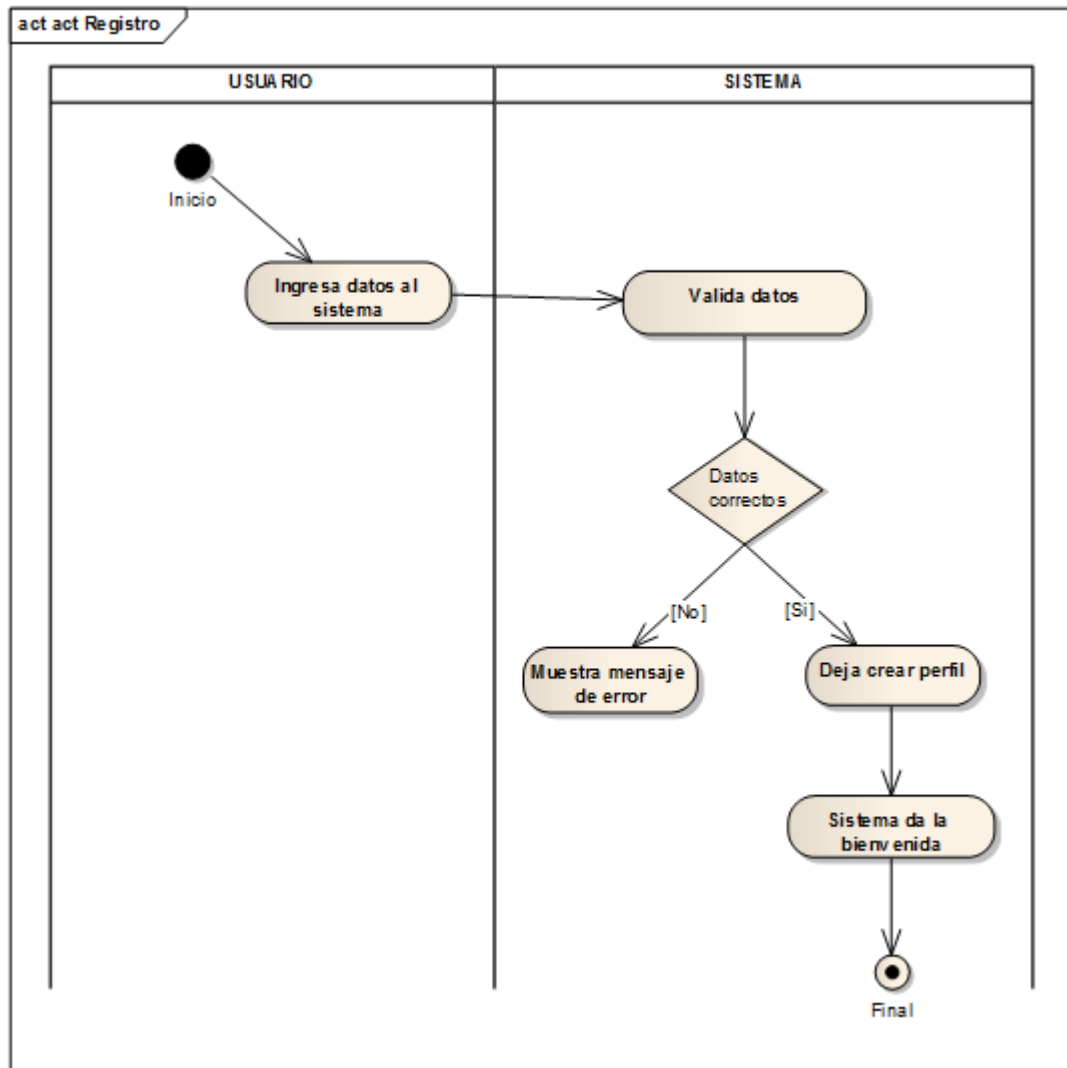 act act Registro
USUARIO
SISTEMA
Inicio
Ingresa datos al
sistema
Valida datos
Datos
correctos
[No]
[Si]
Muestra mensaje
de error
Deja crear perfil
Sistema da la
bienvenida
Final